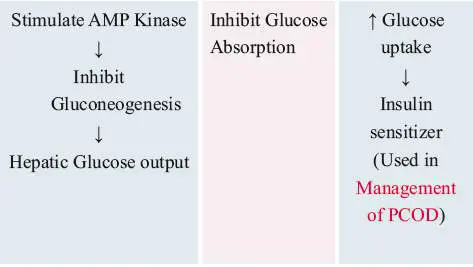 Stimulate AMP Kinase
↓
Inhibit
Gluconeogenesis
↓
Hepatic Glucose output
Inhibit Glucose
Absorption
↑ Glucose
uptake
↓
Insulin
sensitizer
(Used in
Management
of PCOD)